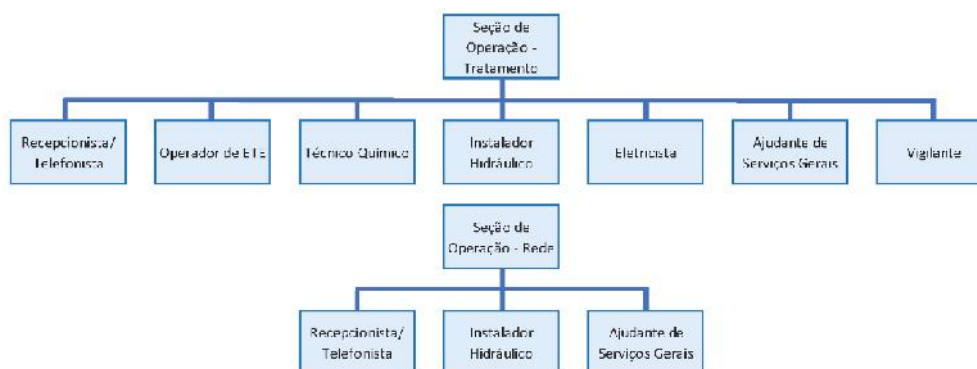 Seção de
Operação -
Tratamento
Recepcionista/
Telefonista
Operador de ETE
Técnico Químico
Instalador
Hidráulico
Eletricista
Ajudante de
Serviços Gerais
Vigilante
Seção de
Operação - Rede
Recepcionista/
Telefonista
Instalador
Hidráulico
Ajudante de
Serviços Gerais